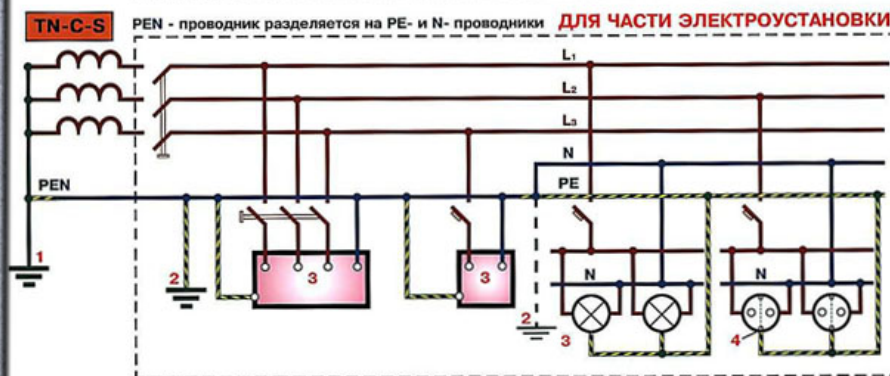 TN-C-S
PEN - проводник разделяется на PE- и N- проводники
ДЛЯ ЧАСТИ ЭЛЕКТРОУСТАНОВКИ
L1
L2
L3
N
PEN
PE
1
2
3
3
N
N
2
3
4